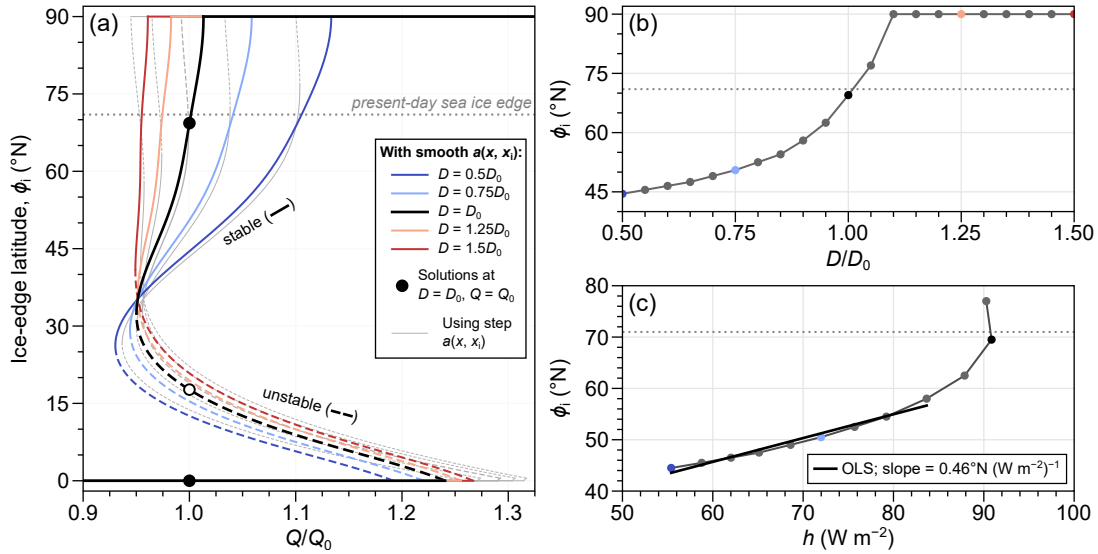 (a)
90
75
60
45
30
15
0
Ice-edge latitude, ϕi (°N)
present-day sea ice edge
With smooth a(x, xi):
D = 0.5D0
D = 0.75D0
D = D0
D = 1.25D0
D = 1.5D0
Solutions at
D = D0, Q = Q0
Using step
a(x, xi)
stable (—)
unstable (---)
0.9
1.0
1.1
1.2
1.3
Q/Q0
(b)
90
75
60
45
ϕi (°N)
0.50
0.75
1.00
1.25
1.50
D/D0
(c)
80
70
60
50
40
ϕi (°N)
OLS; slope = 0.46°N (W m−2)−1
50
60
70
80
90
100
h (W m−2)